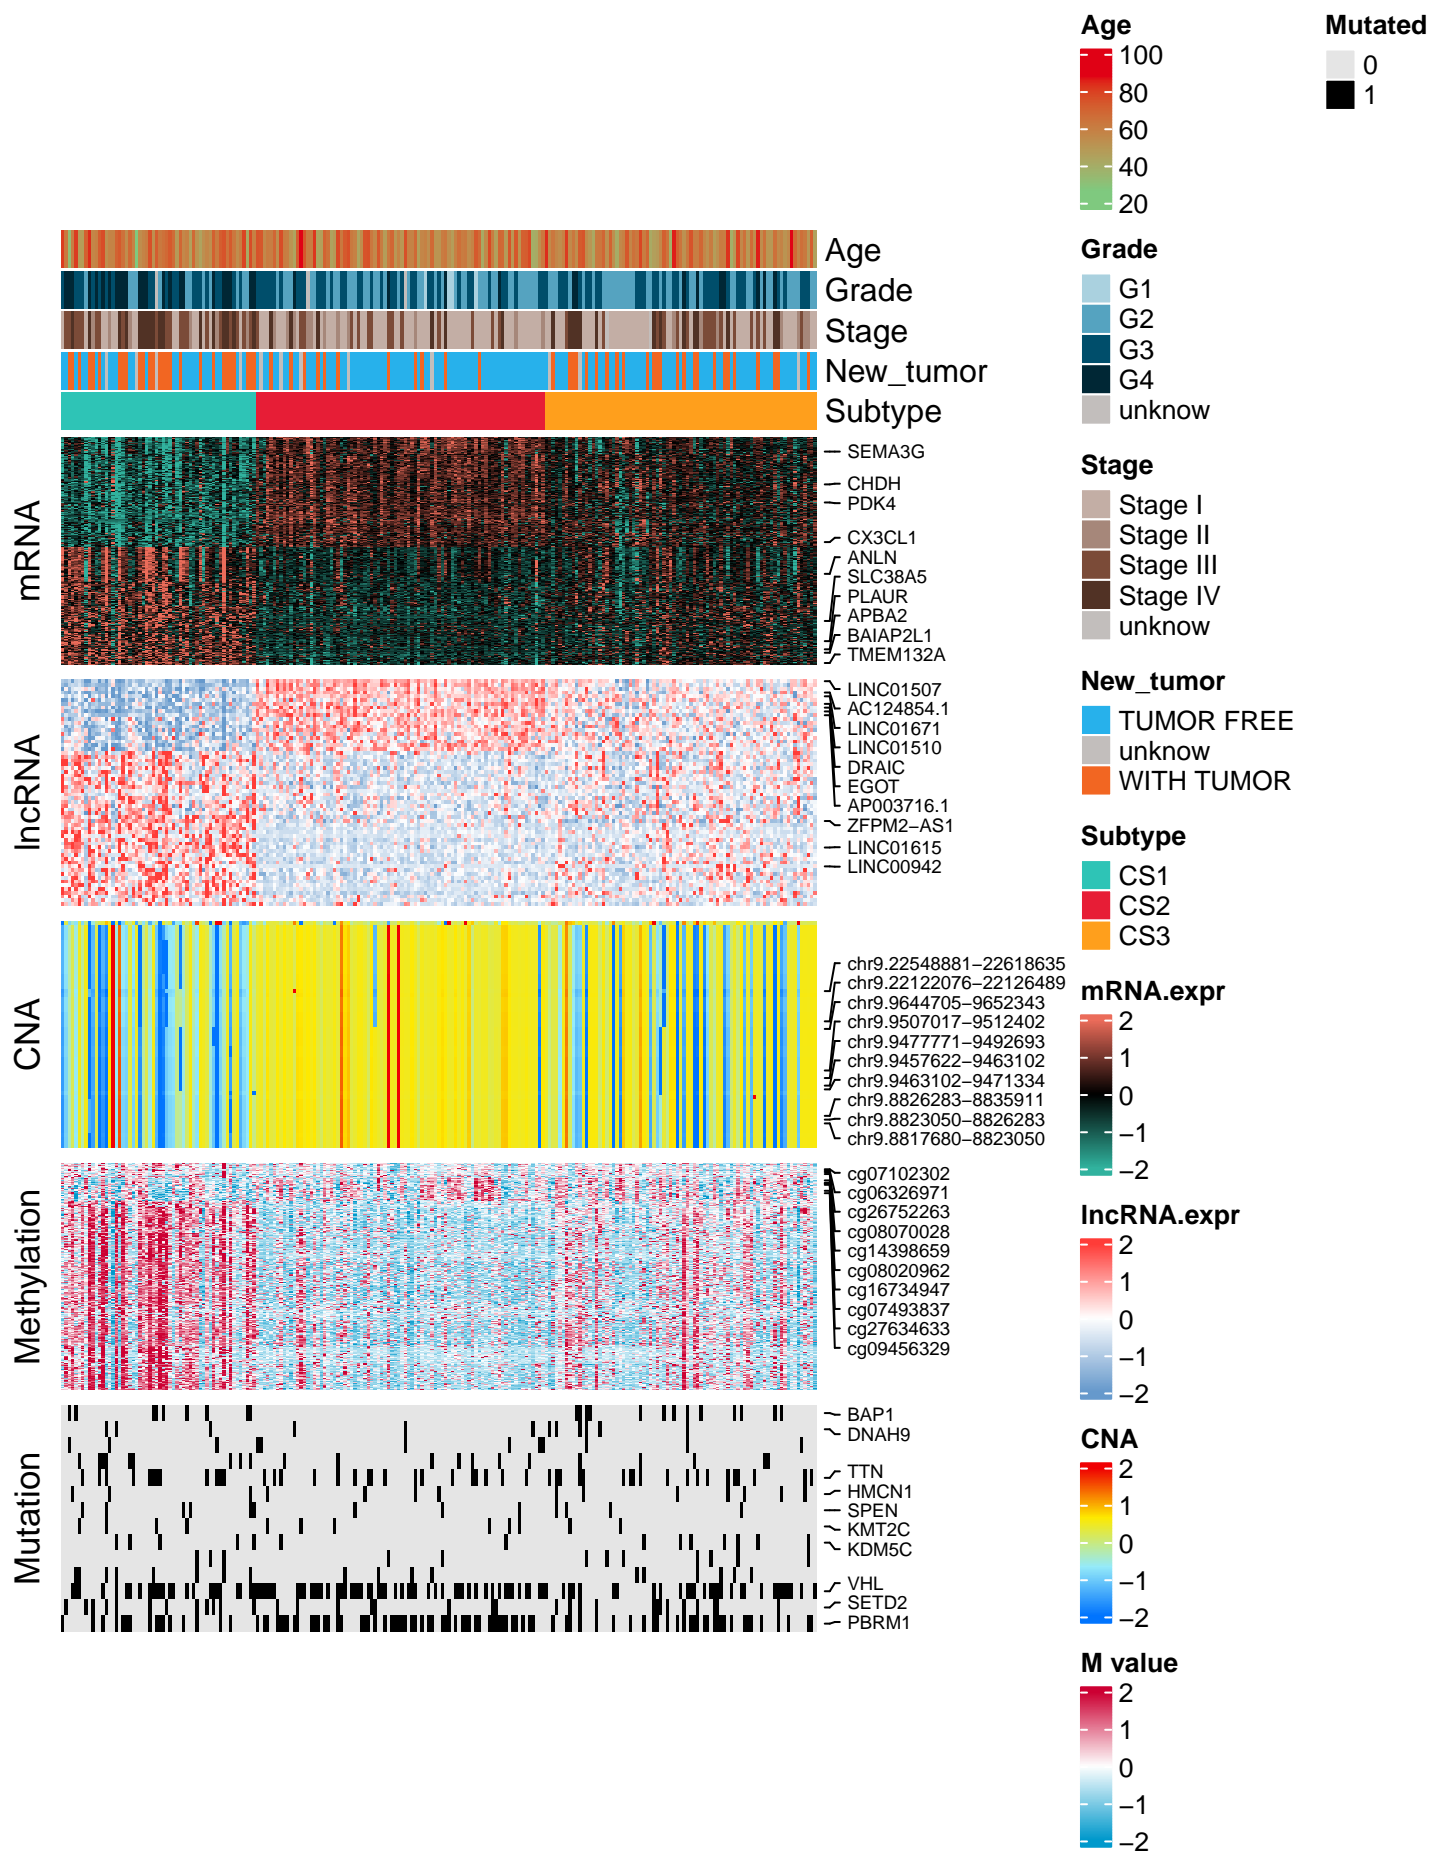 Age
Grade
Stage
New_tumor
Subtype
mRNA
SEMA3G
CHDH
PDK4
CX3CL1
ANLN
SLC38A5
PLAUR
APBA2
BAIAP2L1
TMEM132A
lncRNA
LINC01507
AC124854.1
LINC01671
LINC01510
DRAIC
EGOT
AP003716.1
ZFPM2−AS1
LINC01615
LINC00942
CNA
chr9.22548881−22618635
chr9.22122076−22126489
chr9.9644705−9652343
chr9.9507017−9512402
chr9.9477771−9492693
chr9.9457622−9463102
chr9.9463102−9471334
chr9.8826283−8835911
chr9.8823050−8826283
chr9.8817680−8823050
Methylation
cg07102302
cg06326971
cg26752263
cg08070028
cg14398659
cg08020962
cg16734947
cg07493837
cg27634633
cg09456329
Mutation
BAP1
DNAH9
TTN
HMCN1
SPEN
KMT2C
KDM5C
VHL
SETD2
PBRM1
Age
100
80
60
40
20
Grade
G1
G2
G3
G4
unknow
Stage
Stage I
Stage II
Stage III
Stage IV
unknow
New_tumor
TUMOR FREE
unknow
WITH TUMOR
Subtype
CS1
CS2
CS3
mRNA.expr
2
1
0
−1
−2
lncRNA.expr
2
1
0
−1
−2
CNA
2
1
0
−1
−2
M value
2
1
0
−1
−2
Mutated
0
1